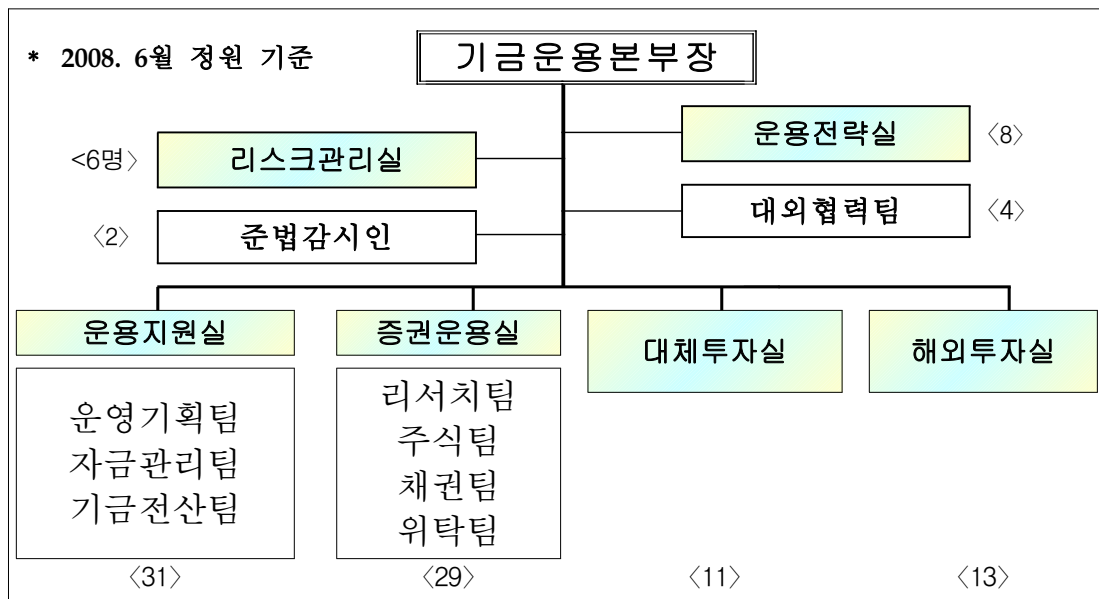 * 2008. 6월 정원 기준
기금운용본부장
<6명〉
리스크관리실
운용전략실
〈8〉
〈2〉
준법감시인
대외협력팀
〈4〉
운용지원실
증권운용실
대체투자실
해외투자실
운영기획팀
자금관리팀
기금전산팀
리서치팀
주식팀
채권팀
위탁팀
〈31〉
〈29〉
〈11〉
〈13〉